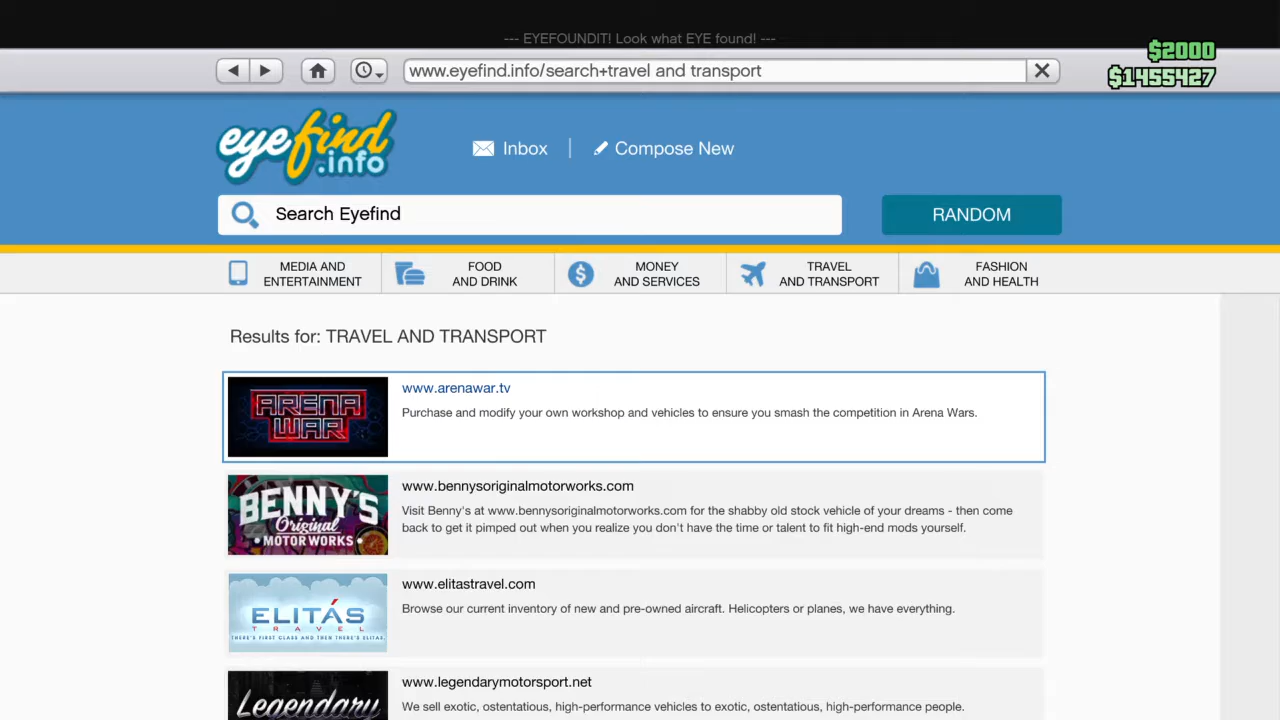 --- EYEFOUNDIT! Look what EYE found! ---
$2000
www.eyefind.info/search+travel and transport
$1455427
eyefind
.info
Inbox
Compose New
Search Eyefind
RANDOM
MEDIA AND
ENTERTAINMENT
FOOD
AND DRINK
MONEY
AND SERVICES
TRAVEL
AND TRANSPORT
FASHION
AND HEALTH
Results for: TRAVEL AND TRANSPORT
ARENA
WAR
www.arenawar.tv
Purchase and modify your own workshop and vehicles to ensure you smash the competition in Arena Wars.
BENNY'S
Original
MOTOR WORKS
www.bennysoriginalmotorworks.com
Visit Benny's at www.bennysoriginalmotorworks.com for the shabby old stock vehicle of your dreams - then come
back to get it pimped out when you realize you don't have the time or talent to fit high-end mods yourself.
ELITÁS
TRAVEL
THERE'S FIRST CLASS AND THEN THERE'S ELITAS.
www.elitastravel.com
Browse our current inventory of new and pre-owned aircraft. Helicopters or planes, we have everything.
Legendary
www.legendarymotorsport.net
We sell exotic, ostentatious, high-performance vehicles to exotic, ostentatious, high-performance people.